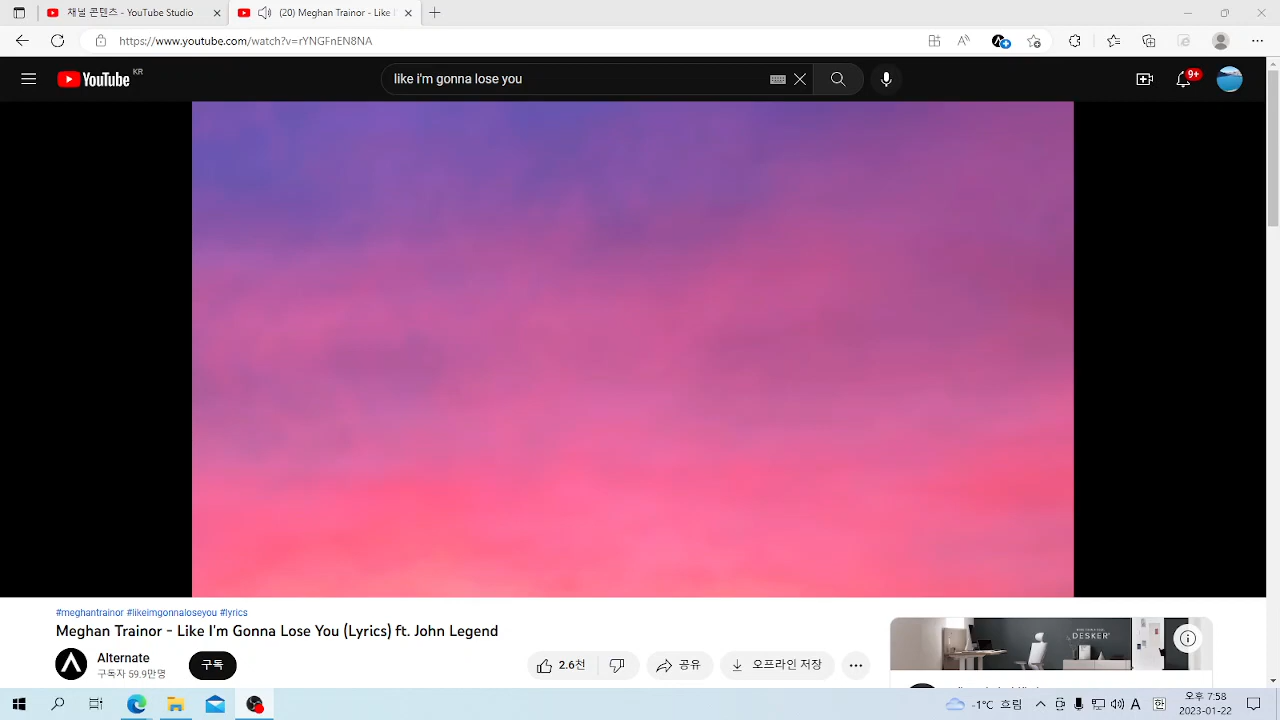 채널 콘텐츠 - YouTube Studio
(20) Meghan Trainor - Like I
https://www.youtube.com/watch?v=rYNGFnEN8NA
YouTube KR
like i'm gonna lose you
9+
#meghantrainor #likeimgonnaloseyou #lyrics
Meghan Trainor - Like I'm Gonna Lose You (Lyrics) ft. John Legend
Alternate
구독자 59.9만명
구독
2.6천
공유
오프라인 저장
DESKER
-1°C 흐림
A
한
오후 7:58
2023-01-22